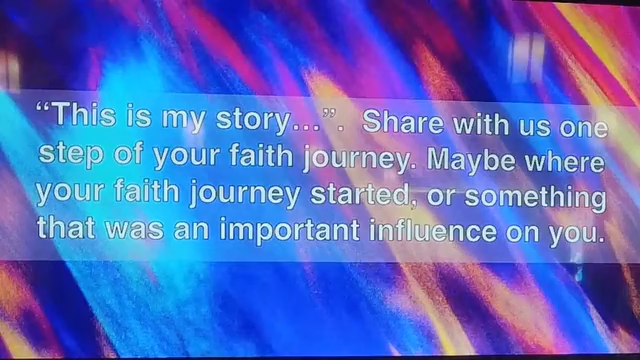 “This is my story...”.  Share with us one
step of your faith journey. Maybe where
your faith journey started, or something
that was an important influence on you.